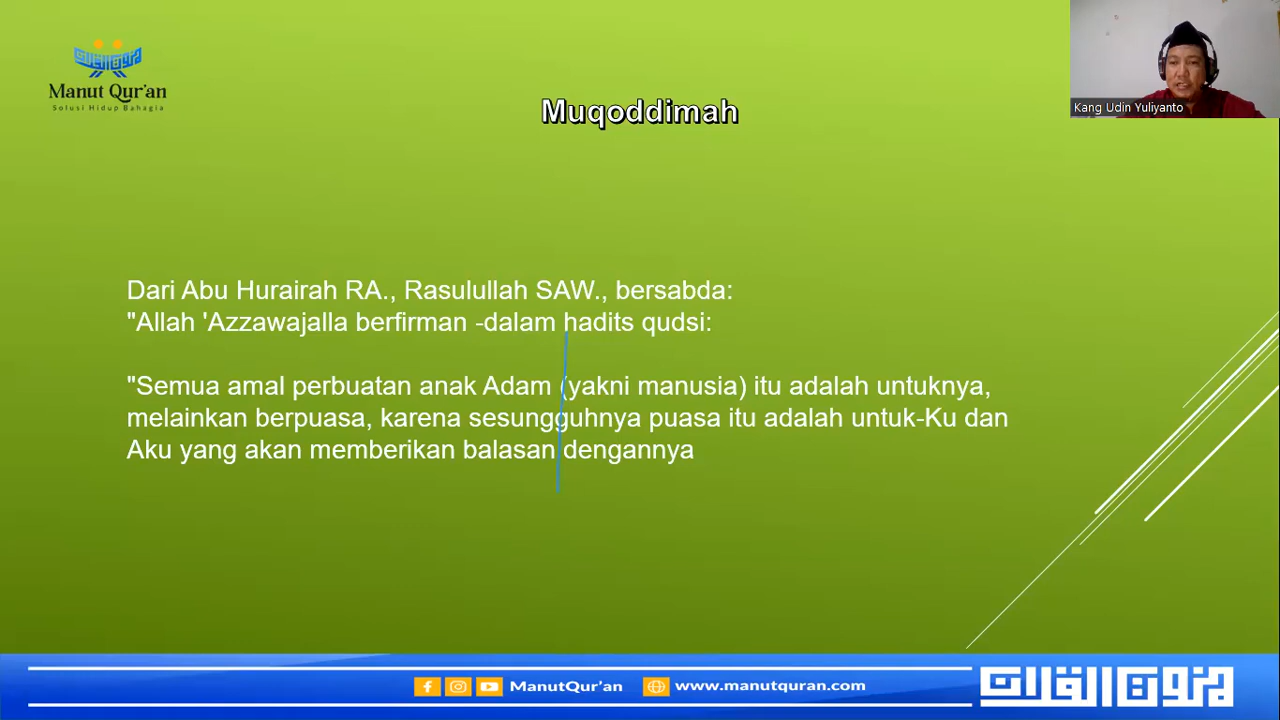 Manut Qur'an
Solusi Hidup Bahagia
Muqoddimah
Kang Udin Yuliyanto
Dari Abu Hurairah RA., Rasulullah SAW., bersabda:
"Allah 'Azzawajalla berfirman -dalam hadits qudsi:
"Semua amal perbuatan anak Adam (yakni manusia) itu adalah untuknya,
melainkan berpuasa, karena sesungguhnya puasa itu adalah untuk-Ku dan
Aku yang akan memberikan balasan dengannya
ManutQur'an
www.manutquran.com